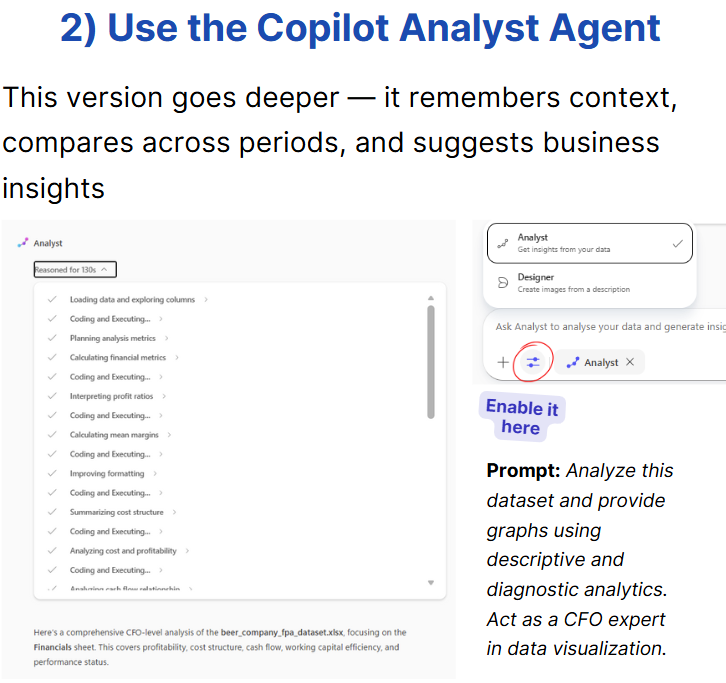 2) Use the Copilot Analyst Agent
This version goes deeper — it remembers context,
compares across periods, and suggests business
insights
Analyst
Reasoned for 130s
Loading data and exploring columns
Coding and Executing...
Planning analysis metrics
Calculating financial metrics
Coding and Executing...
Interpreting profit ratios
Coding and Executing...
Calculating mean margins
Coding and Executing...
Improving formatting
Coding and Executing...
Summarizing cost structure
Coding and Executing...
Analyzing cost and profitability
Coding and Executing...
Analyzing cash flow relationship
Here's a comprehensive CFO-level analysis of the beer_company_fpa_dataset.xlsx, focusing on the
Financials sheet. This covers profitability, cost structure, cash flow, working capital efficiency, and
performance status.
Analyst
Get insights from your data
Designer
Create images from a description
Ask Analyst to analyse your data and generate insig
Analyst
Enable it
here
Prompt: Analyze this
dataset and provide
graphs using
descriptive and
diagnostic analytics.
Act as a CFO expert
in data visualization.